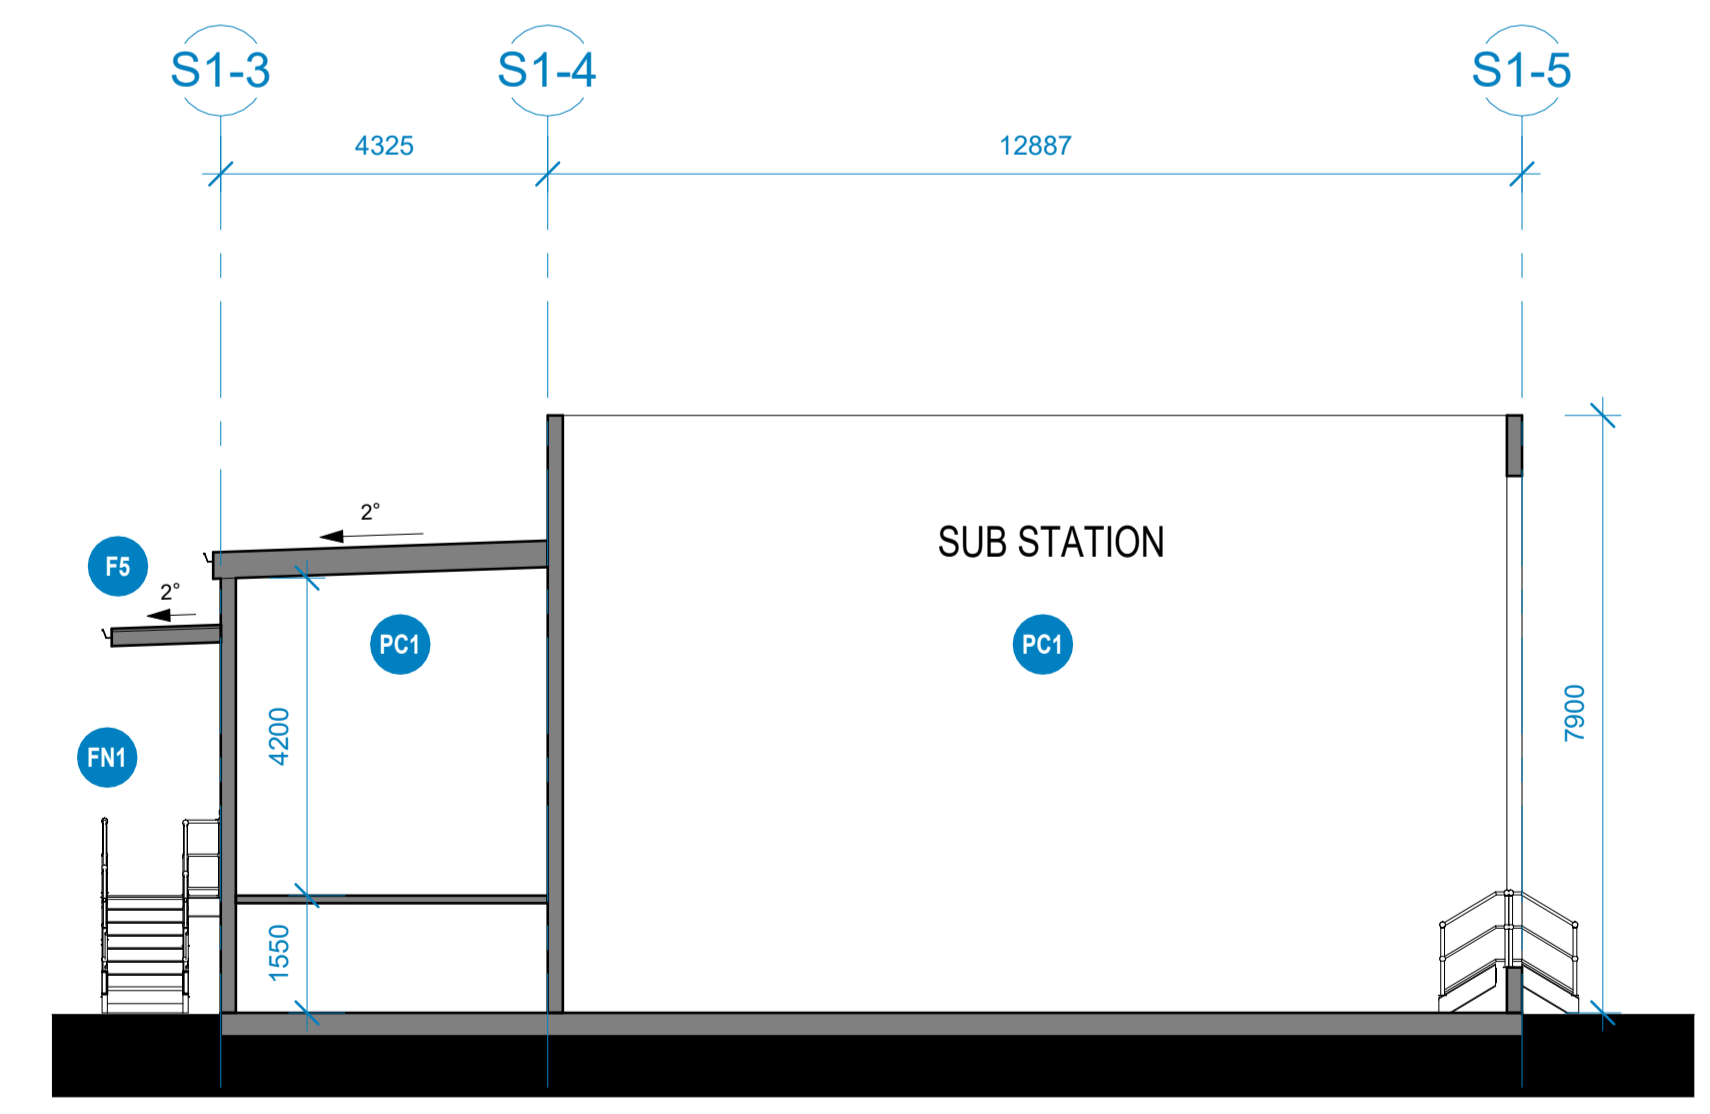 S1-3
S1-4
S1-5
4325
12887
2°
SUB STATION
F5
2°
PC1
PC1
4200
7900
FN1
1550